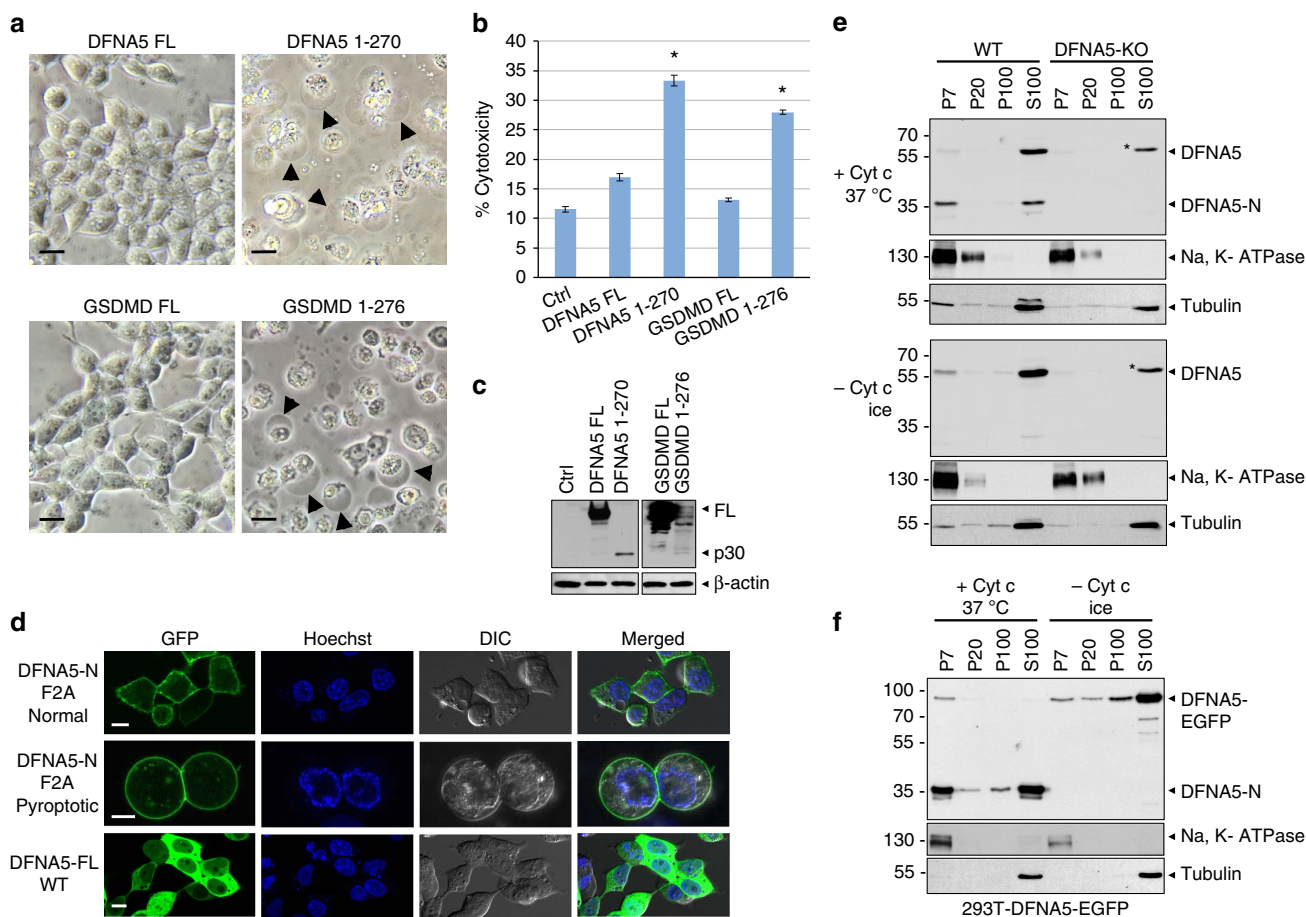 a
DFNA5 FL
DFNA5 1-270
GSDMD FL
GSDMD 1-276
b
% Cytotoxicity
40
35
30
25
20
15
10
5
0
*
*
Ctrl
DFNA5 FL
DFNA5 1-270
GSDMD FL
GSDMD 1-276
c
Ctrl
DFNA5 FL
DFNA5 1-270
GSDMD FL
GSDMD 1-276
FL
p30
β-actin
d
GFP
Hoechst
DIC
Merged
DFNA5-N
F2A
Normal
DFNA5-N
F2A
Pyroptotic
DFNA5-FL
WT
e
WT
DFNA5-KO
P7
P20
P100
S100
P7
P20
P100
S100
+ Cyt c
37 °C
70 -
55 -
35 -
*
DFNA5
DFNA5-N
130 -
Na, K- ATPase
55 -
Tubulin
– Cyt c
ice
70 -
55 -
35 -
*
DFNA5
130 -
Na, K- ATPase
55 -
Tubulin
f
+ Cyt c
37 °C
– Cyt c
ice
P7
P20
P100
S100
P7
P20
P100
S100
100 -
70 -
55 -
35 -
DFNA5-
EGFP
DFNA5-N
130 -
Na, K- ATPase
55 -
Tubulin
293T-DFNA5-EGFP